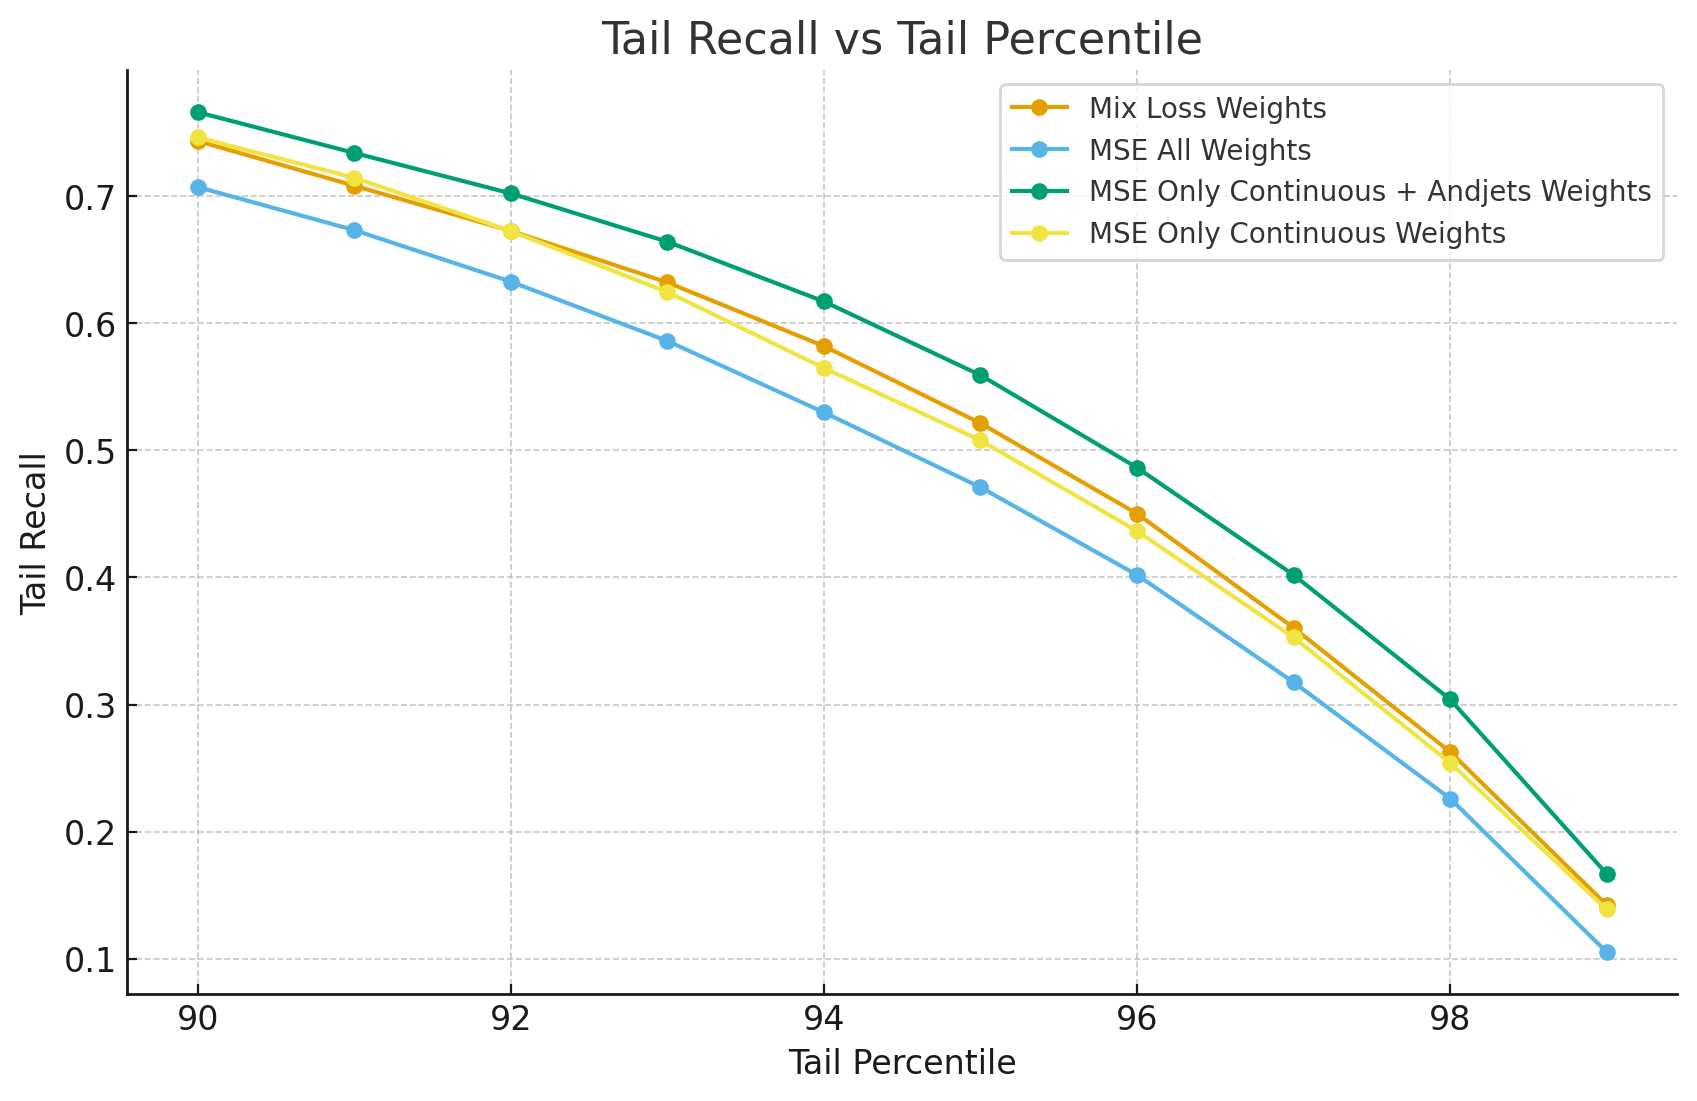 Tail Recall vs Tail Percentile
Mix Loss Weights
MSE All Weights
MSE Only Continuous + Andjets Weights
MSE Only Continuous Weights
Tail Recall
0.7
0.6
0.5
0.4
0.3
0.2
0.1
90 92 94 96 98
Tail Percentile